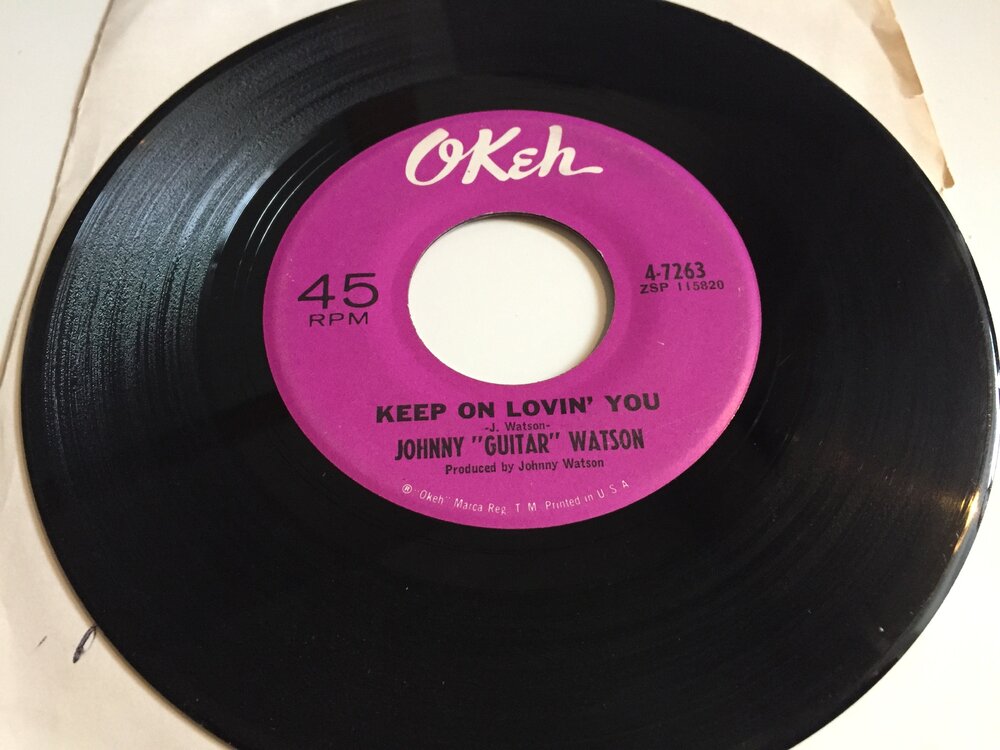 OKeh
45
RPM
4-7263
ZSP 115820
KEEP ON LOVIN' YOU
-J. Watson-
JOHNNY "GUITAR" WATSON
Produced by Johnny Watson
® "Okeh" Marca Reg. T M. Printed in U S A